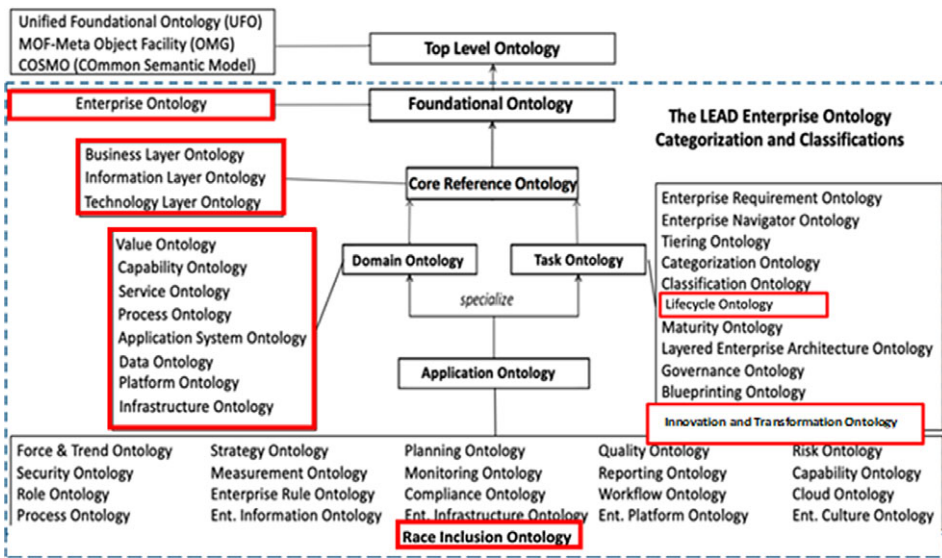 Unified Foundational Ontology (UFO)
MOF-Meta Object Facility (OMG)
COSMO (COmmon Semantic Model)
Top Level Ontology
Enterprise Ontology
Foundational Ontology
The LEAD Enterprise Ontology
Categorization and Classifications
Business Layer Ontology
Information Layer Ontology
Technology Layer Ontology
Core Reference Ontology
Enterprise Requirement Ontology
Enterprise Navigator Ontology
Tiering Ontology
Categorization Ontology
Classification Ontology
Lifecycle Ontology
Maturity Ontology
Layered Enterprise Architecture Ontology
Governance Ontology
Blueprinting Ontology
Innovation and Transformation Ontology
Value Ontology
Capability Ontology
Service Ontology
Process Ontology
Application System Ontology
Data Ontology
Platform Ontology
Infrastructure Ontology
Domain Ontology
Task Ontology
specialize
Application Ontology
Force & Trend Ontology Strategy Ontology Planning Ontology Quality Ontology Risk Ontology
Security Ontology Measurement Ontology Monitoring Ontology Reporting Ontology Capability Ontology
Role Ontology Enterprise Rule Ontology Compliance Ontology Workflow Ontology Cloud Ontology
Process Ontology Ent. Information Ontology Ent. Infrastructure Ontology Ent. Platform Ontology Ent. Culture Ontology
Race Inclusion Ontology